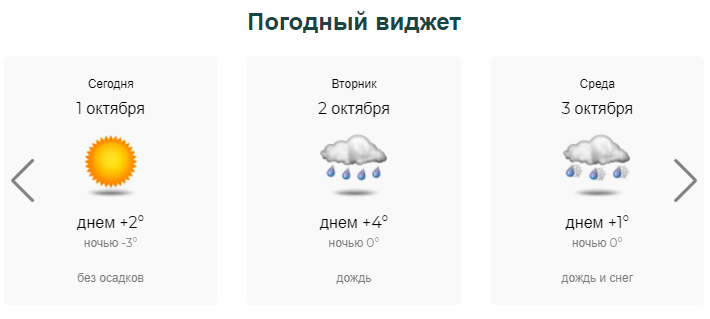 Погодный виджет
Сегодня
1 октября
днем +2°
ночью -3°
без осадков
Вторник
2 октября
днем +4°
ночью 0°
дождь
Среда
3 октября
днем +1°
ночью 0°
дождь и снег